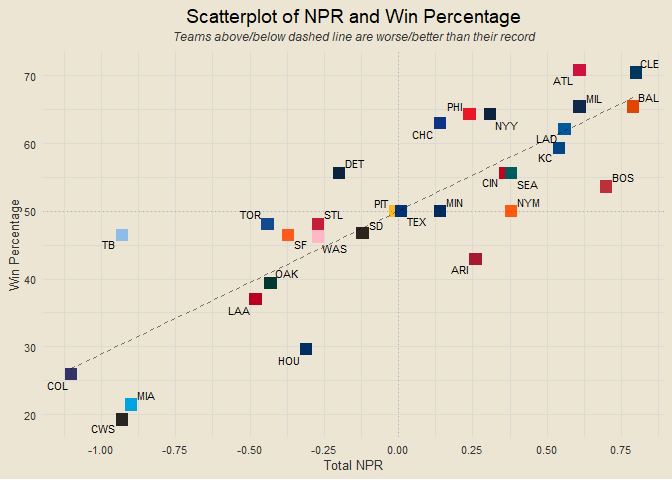 Scatterplot of NPR and Win Percentage
Teams above/below dashed line are worse/better than their record
Win Percentage
70
60
50
40
30
20
CLE
ATL
MIL
BAL
PHI
NYY
CHC
LAD
KC
DET
CIN
SEA
BOS
PIT
TEX
MIN
NYM
TOR
STL
SD
TB
SF
WAS
ARI
OAK
LAA
HOU
COL
MIA
CWS
-1.00 -0.75 -0.50 -0.25 0.00 0.25 0.50 0.75
Total NPR